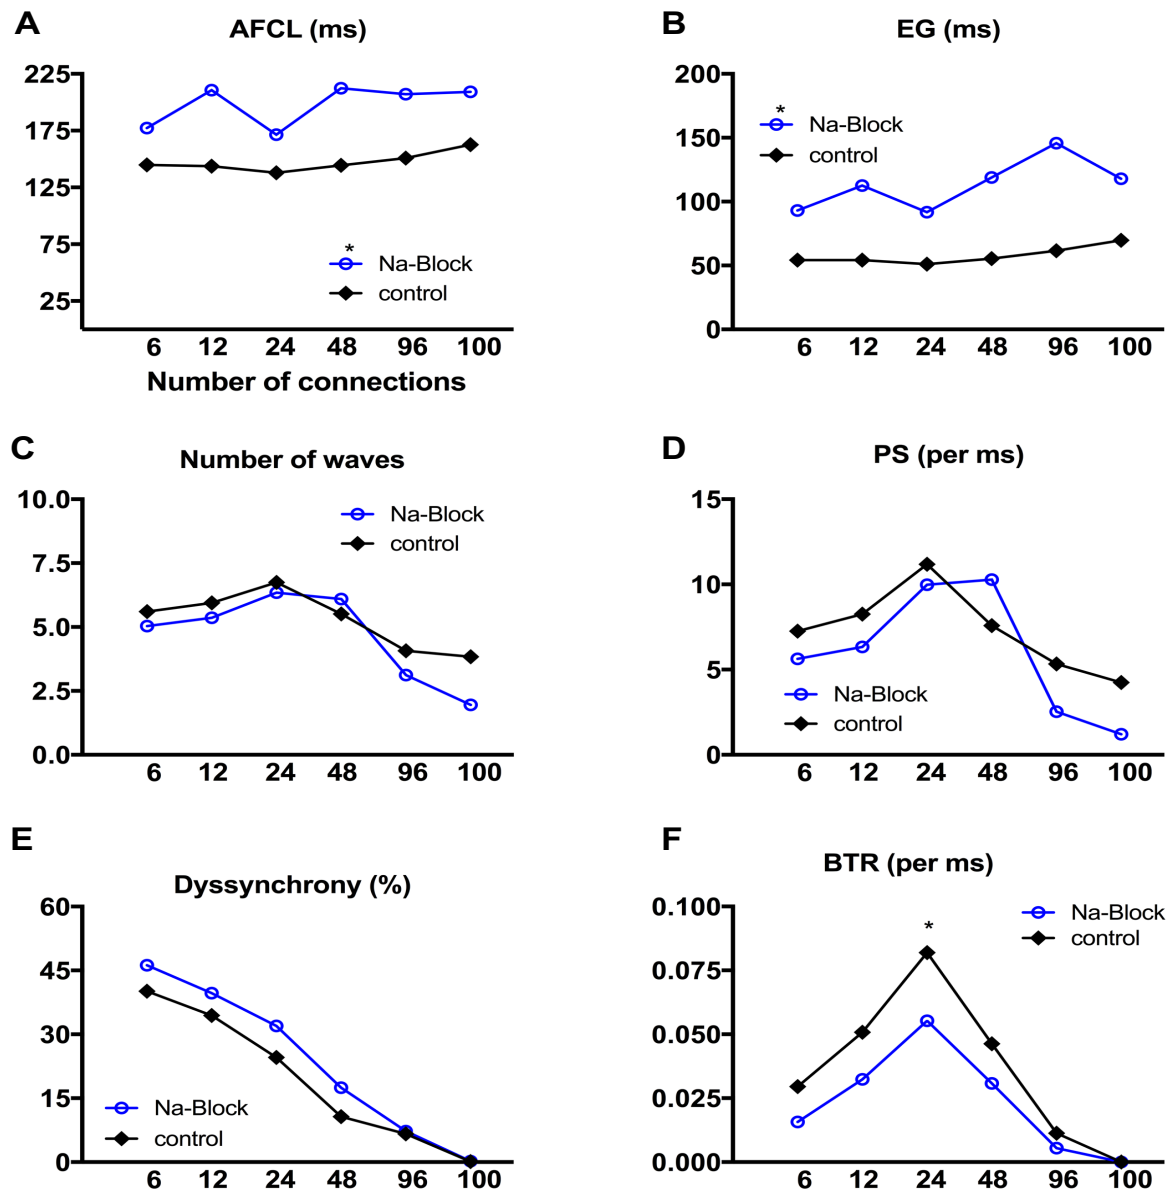 A
AFCL (ms)
225
175
125
75
25
*
Na-Block
control
6 12 24 48 96 100
Number of connections
B
EG (ms)
200
150
100
50
0
*
Na-Block
control
6 12 24 48 96 100
C
Number of waves
10.0
7.5
5.0
2.5
0.0
Na-Block
control
6 12 24 48 96 100
D
PS (per ms)
15
10
5
0
Na-Block
control
6 12 24 48 96 100
E
Dyssynchrony (%)
60
45
30
15
0
Na-Block
control
6 12 24 48 96 100
F
BTR (per ms)
0.100
0.075
0.050
0.025
0.000
*
Na-Block
control
6 12 24 48 96 100